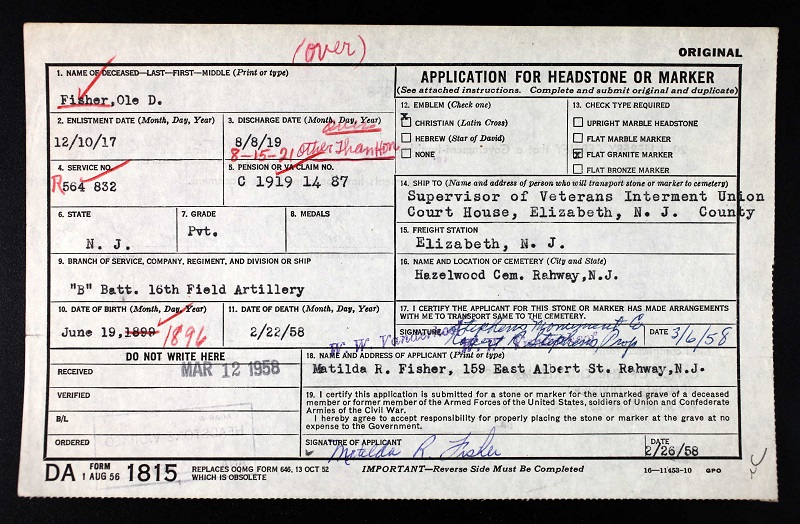 (over)
ORIGINAL
1. NAME OF DECEASED—LAST—FIRST—MIDDLE (Print or type)
Fisher,Ole D.
2. ENLISTMENT DATE (Month, Day, Year)
12/10/17
3. DISCHARGE DATE (Month, Day, Year)
8/8/19
8-15-21 other Than Hon
4. SERVICE NO.
R564 832
5. PENSION OR VA CLAIM NO.
C 1919 14 87
6. STATE
N. J.
7. GRADE
Pvt.
8. MEDALS
9. BRANCH OF SERVICE, COMPANY, REGIMENT, AND DIVISION OR SHIP
"B" Batt. 16th Field Artillery
10. DATE OF BIRTH (Month, Day, Year)
June 19, 1899 1896
11. DATE OF DEATH (Month, Day, Year)
2/22/58
DO NOT WRITE HERE
RECEIVED
MAR 12 1958
VERIFIED
B/L
ORDERED
APPLICATION FOR HEADSTONE OR MARKER
(See attached instructions. Complete and submit original and duplicate)
12. EMBLEM (Check one)
x CHRISTIAN (Latin Cross)
HEBREW (Star of David)
NONE
13. CHECK TYPE REQUIRED
UPRIGHT MARBLE HEADSTONE
FLAT MARBLE MARKER
x FLAT GRANITE MARKER
FLAT BRONZE MARKER
14. SHIP TO (Name and address of person who will transport stone or marker to cemetery)
Supervisor of Veterans Interment Union
Court House, Elizabeth, N. J. County
15. FREIGHT STATION
Elizabeth, N. J.
16. NAME AND LOCATION OF CEMETERY (City and State)
Hazelwood Cem. Rahway,N.J.
17. I CERTIFY THE APPLICANT FOR THIS STONE OR MARKER HAS MADE ARRANGEMENTS
WITH ME TO TRANSPORT SAME TO THE CEMETERY.
SIGNATURE Stephens Monument Co
Stephens, Prop
DATE 3/6/58
18. NAME AND ADDRESS OF APPLICANT (Print or type)
Matilda R. Fisher, 159 East Albert St. Rahway,N.J.
19. I certify this application is submitted for a stone or marker for the unmarked grave of a deceased
member or former member of the Armed Forces of the United States, soldiers of Union and Confederate
Armies of the Civil War.
I hereby agree to accept responsibility for properly placing the stone or marker at the grave at no
expense to the Government.
SIGNATURE OF APPLICANT
Matilda R Fisher
DATE
2/26/58
DA FORM 1 AUG 56 1815
REPLACES OQMG FORM 646, 13 OCT 52
WHICH IS OBSOLETE
IMPORTANT—Reverse Side Must Be Completed
16—11453-10 GPO